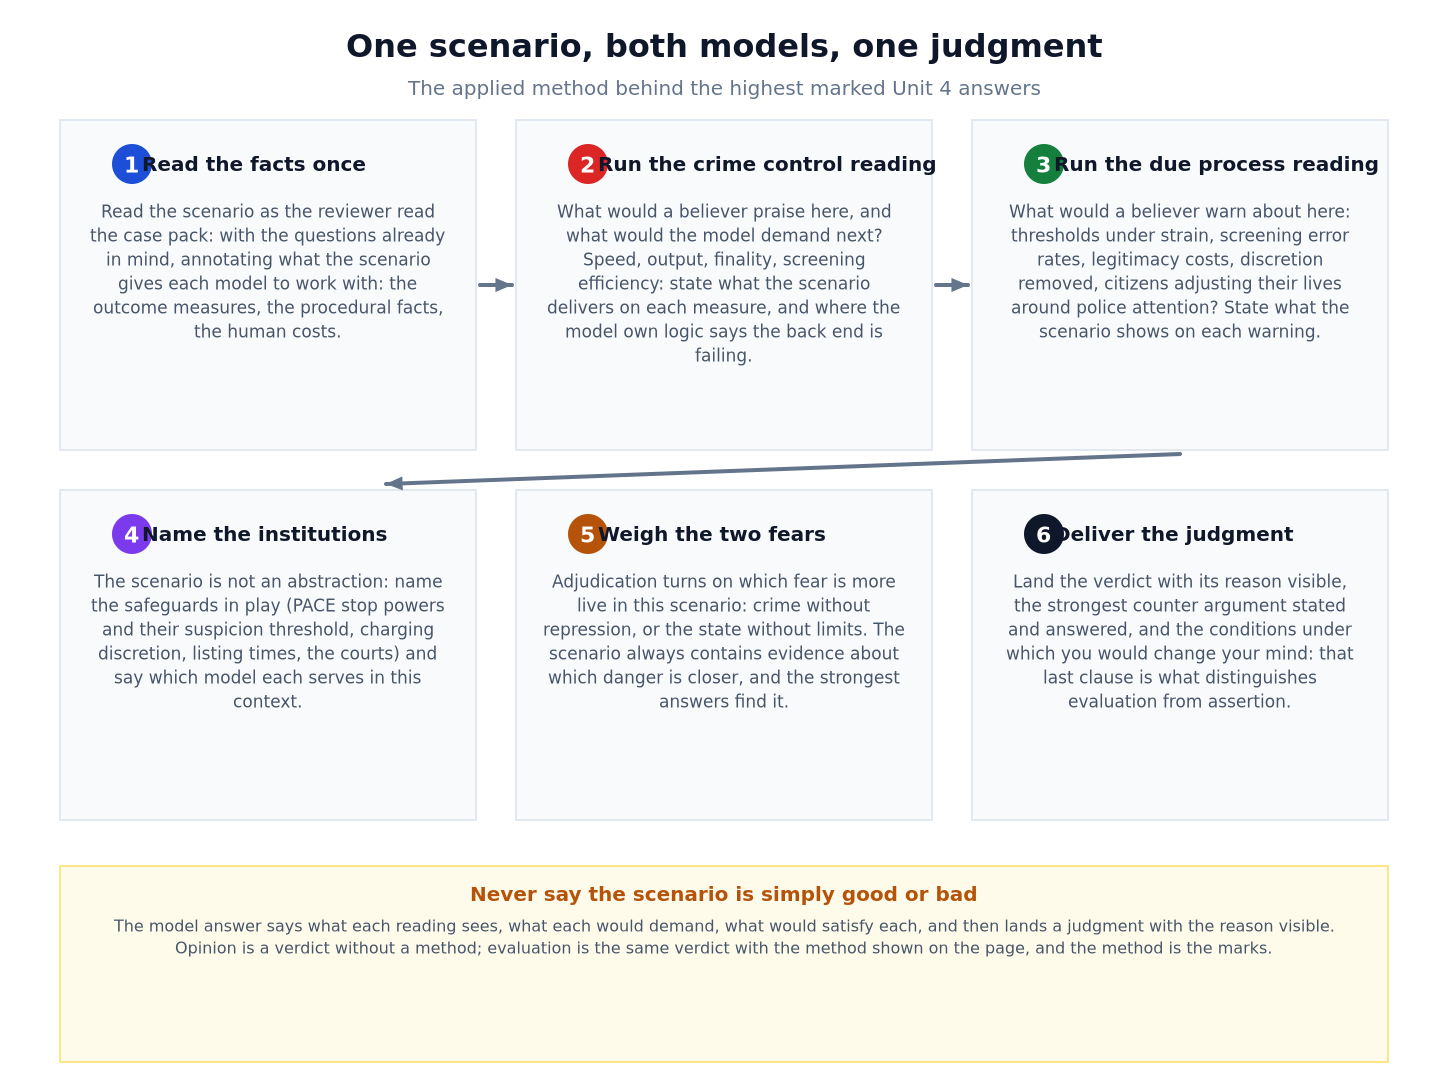 One scenario, both models, one judgment
The applied method behind the highest marked Unit 4 answers
1 Read the facts once
Read the scenario as the reviewer read
the case pack: with the questions already
in mind, annotating what the scenario
gives each model to work with: the
outcome measures, the procedural facts,
the human costs.
2 Run the crime control reading
What would a believer praise here, and
what would the model demand next?
Speed, output, finality, screening
efficiency: state what the scenario
delivers on each measure, and where the
model own logic says the back end is
failing.
3 Run the due process reading
What would a believer warn about here:
thresholds under strain, screening error
rates, legitimacy costs, discretion
removed, citizens adjusting their lives
around police attention? State what the
scenario shows on each warning.
4 Name the institutions
The scenario is not an abstraction: name
the safeguards in play (PACE stop powers
and their suspicion threshold, charging
discretion, listing times, the courts) and
say which model each serves in this
context.
5 Weigh the two fears
Adjudication turns on which fear is more
live in this scenario: crime without
repression, or the state without limits. The
scenario always contains evidence about
which danger is closer, and the strongest
answers find it.
6 Deliver the judgment
Land the verdict with its reason visible,
the strongest counter argument stated
and answered, and the conditions under
which you would change your mind: that
last clause is what distinguishes
evaluation from assertion.
Never say the scenario is simply good or bad
The model answer says what each reading sees, what each would demand, what would satisfy each, and then lands a judgment with the reason visible.
Opinion is a verdict without a method; evaluation is the same verdict with the method shown on the page, and the method is the marks.